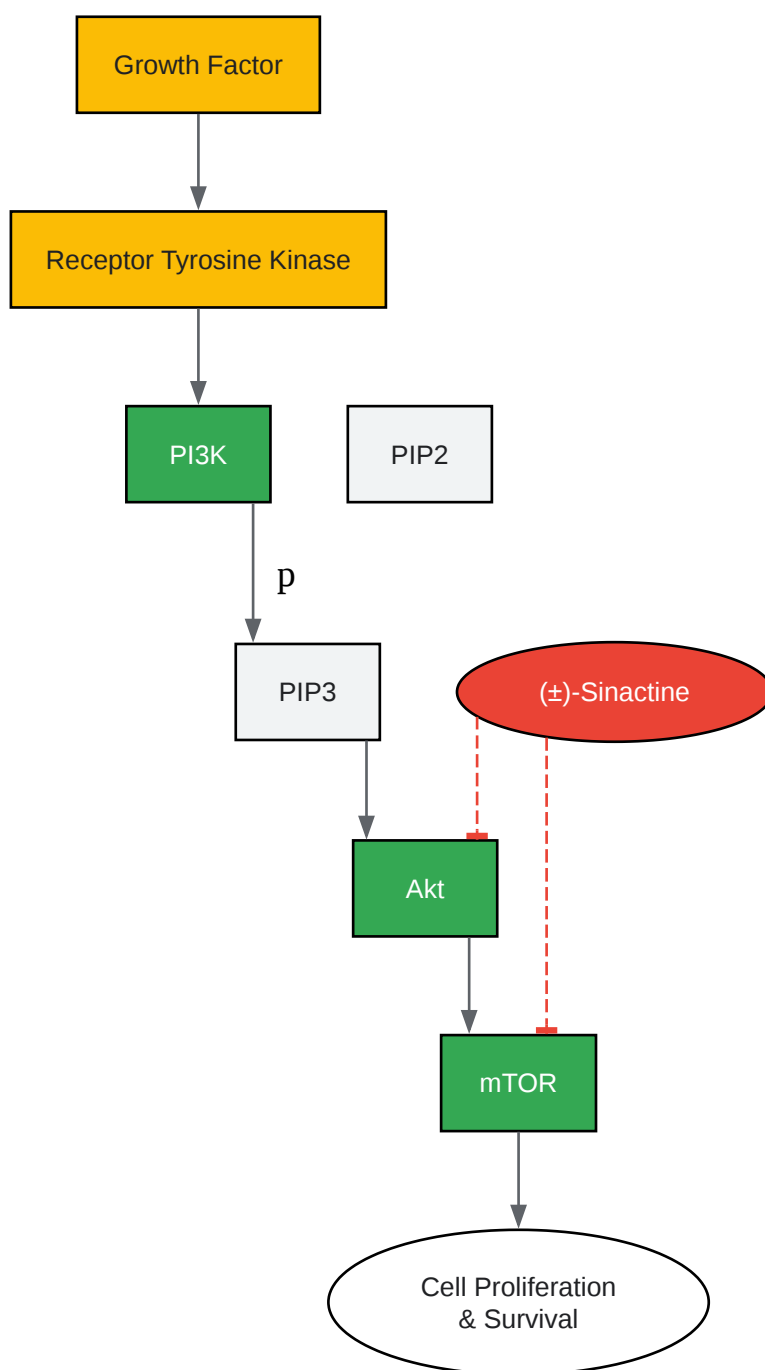 Growth Factor
Receptor Tyrosine Kinase
PI3K
PIP2
p
PIP3
(±)-Sinactine
Akt
mTOR
Cell Proliferation
& Survival